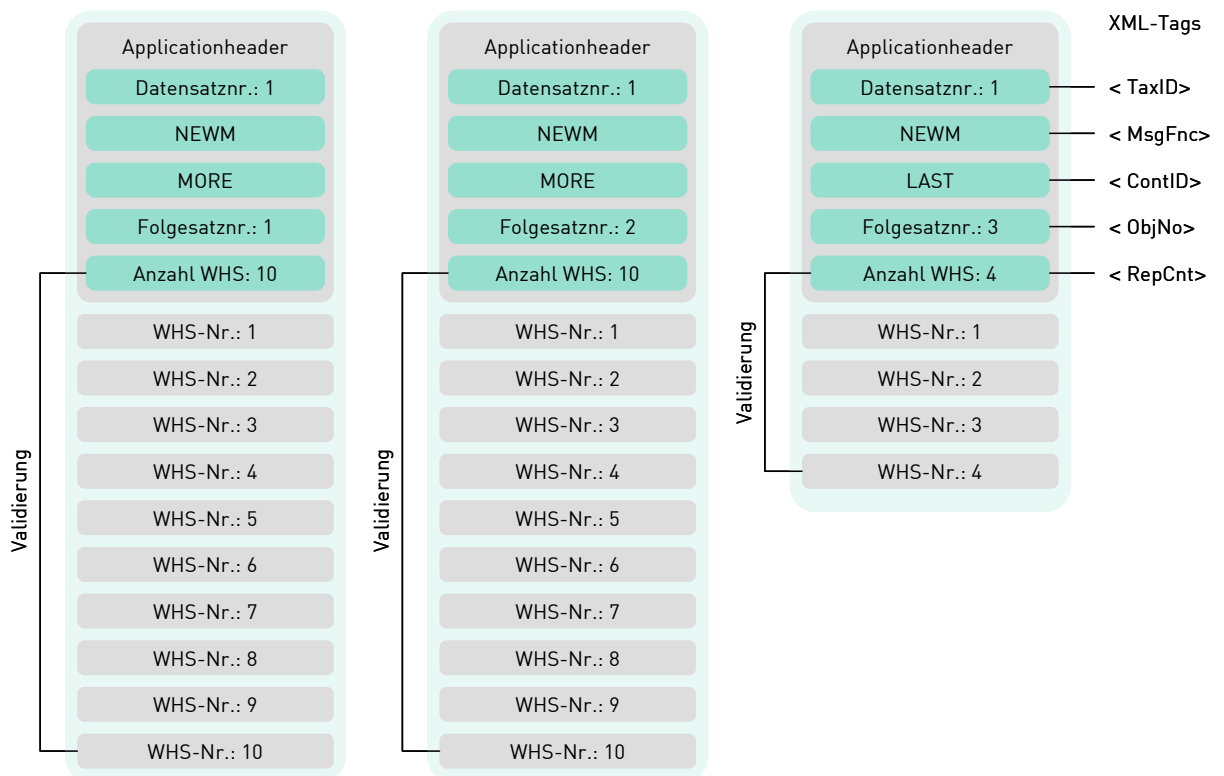 Applicationheader
Datensatznr.: 1
NEWM
MORE
Folgesatznr.: 1
Anzahl WHS: 10
WHS-Nr.: 1
WHS-Nr.: 2
WHS-Nr.: 3
WHS-Nr.: 4
WHS-Nr.: 5
WHS-Nr.: 6
WHS-Nr.: 7
WHS-Nr.: 8
WHS-Nr.: 9
WHS-Nr.: 10
Validierung
Applicationheader
Datensatznr.: 1
NEWM
MORE
Folgesatznr.: 2
Anzahl WHS: 10
WHS-Nr.: 1
WHS-Nr.: 2
WHS-Nr.: 3
WHS-Nr.: 4
WHS-Nr.: 5
WHS-Nr.: 6
WHS-Nr.: 7
WHS-Nr.: 8
WHS-Nr.: 9
WHS-Nr.: 10
Validierung
Applicationheader
Datensatznr.: 1
NEWM
LAST
Folgesatznr.: 3
Anzahl WHS: 4
WHS-Nr.: 1
WHS-Nr.: 2
WHS-Nr.: 3
WHS-Nr.: 4
Validierung
XML-Tags
< TaxID>
< MsgFnc>
< ContID>
< ObjNo>
< RepCnt>